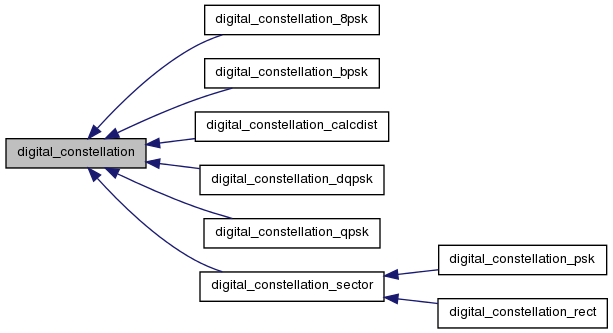 digital_constellation_8psk
digital_constellation_bpsk
digital_constellation_calcdist
digital_constellation
digital_constellation_dqpsk
digital_constellation_qpsk
digital_constellation_psk
digital_constellation_sector
digital_constellation_rect